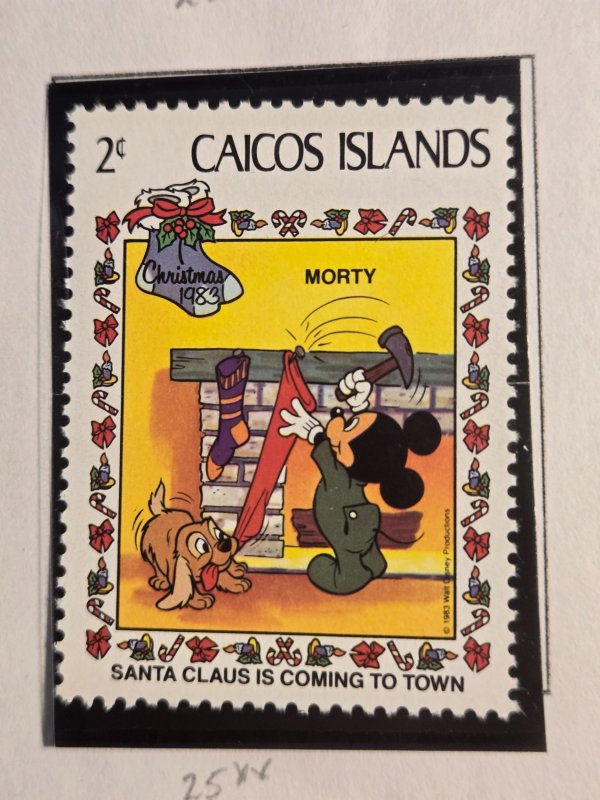 2¢ CAICOS ISLANDS
Christmas
1983
MORTY
© 1983 Walt Disney Productions
SANTA CLAUS IS COMING TO TOWN
25